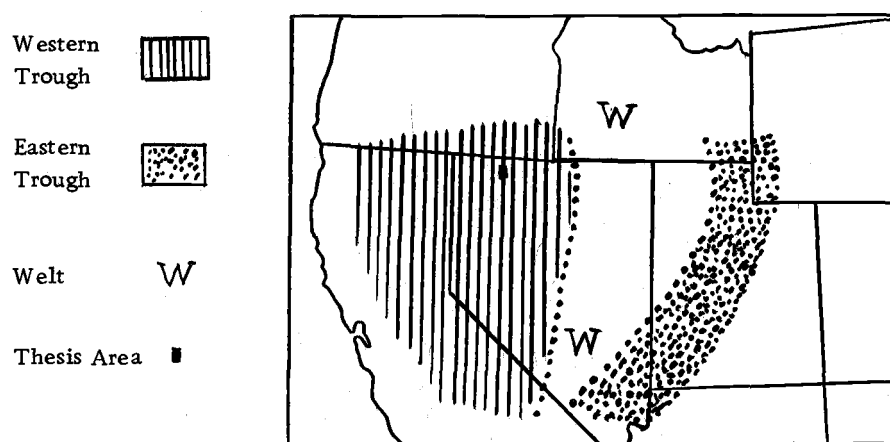 Western
Trough
Eastern
Trough
Welt W
Thesis Area
W
W